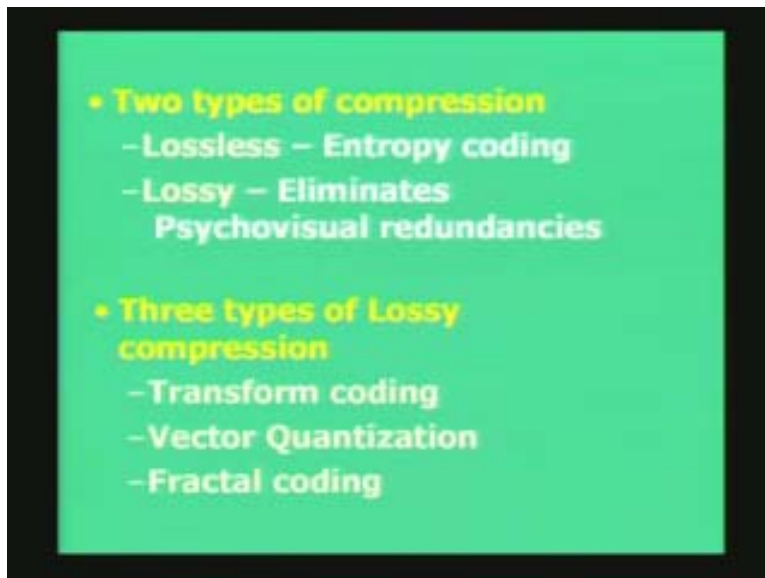 • Two types of compression
–Lossless – Entropy coding
–Lossy – Eliminates
Psychovisual redundancies
• Three types of Lossy
compression
–Transform coding
–Vector Quantization
–Fractal coding